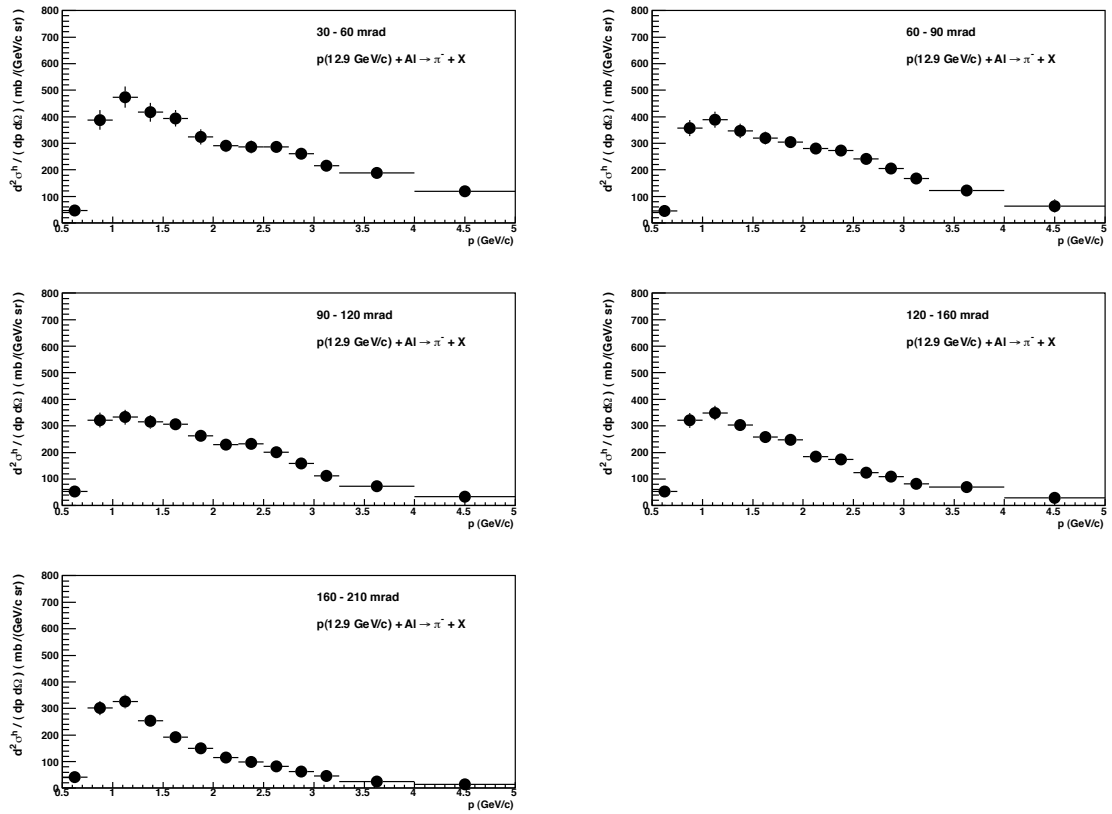 d²σʰ / ( dp dΩ ) ( mb /(GeV/c sr) )
800
700
600
500
400
300
200
100
0
30 - 60 mrad
p(12.9 GeV/c) + Al → π⁻ + X
0.5 1 1.5 2 2.5 3 3.5 4 4.5 5
p (GeV/c)
d²σʰ / ( dp dΩ ) ( mb /(GeV/c sr) )
800
700
600
500
400
300
200
100
0
60 - 90 mrad
p(12.9 GeV/c) + Al → π⁻ + X
0.5 1 1.5 2 2.5 3 3.5 4 4.5 5
p (GeV/c)
d²σʰ / ( dp dΩ ) ( mb /(GeV/c sr) )
800
700
600
500
400
300
200
100
0
90 - 120 mrad
p(12.9 GeV/c) + Al → π⁻ + X
0.5 1 1.5 2 2.5 3 3.5 4 4.5 5
p (GeV/c)
d²σʰ / ( dp dΩ ) ( mb /(GeV/c sr) )
800
700
600
500
400
300
200
100
0
120 - 160 mrad
p(12.9 GeV/c) + Al → π⁻ + X
0.5 1 1.5 2 2.5 3 3.5 4 4.5 5
p (GeV/c)
d²σʰ / ( dp dΩ ) ( mb /(GeV/c sr) )
800
700
600
500
400
300
200
100
0
160 - 210 mrad
p(12.9 GeV/c) + Al → π⁻ + X
0.5 1 1.5 2 2.5 3 3.5 4 4.5 5
p (GeV/c)